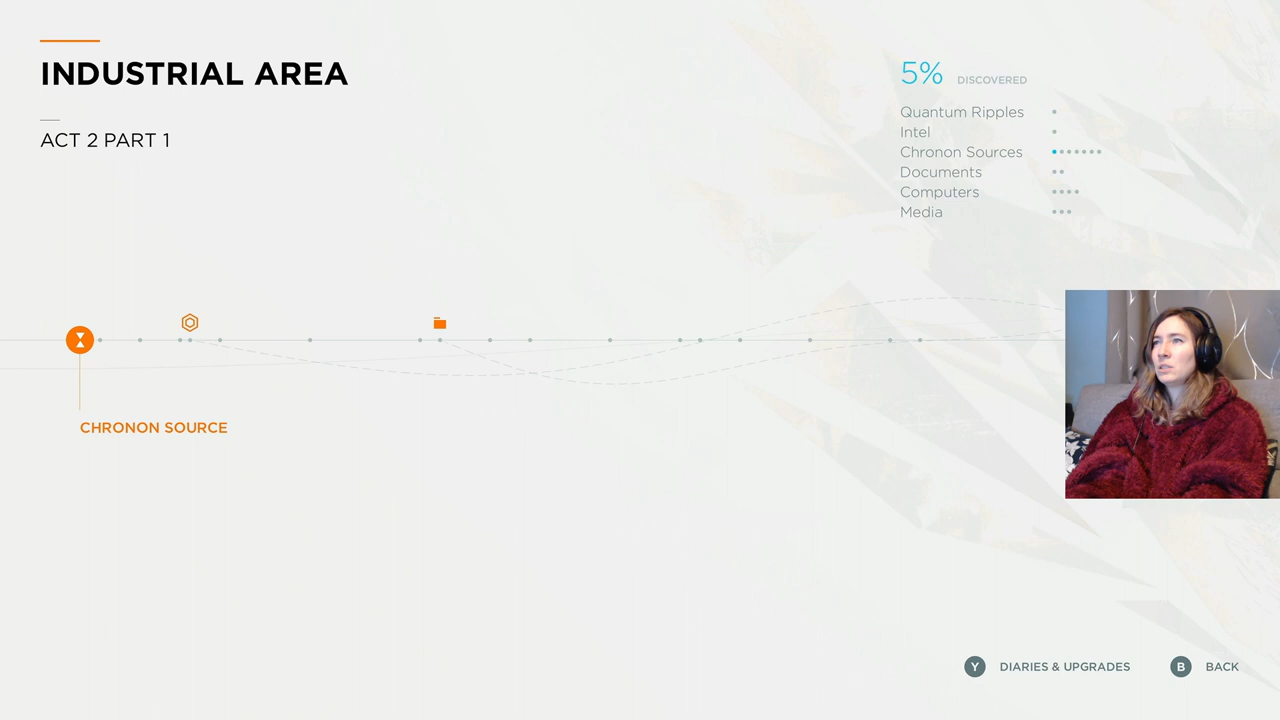 INDUSTRIAL AREA
ACT 2 PART 1
5% DISCOVERED
Quantum Ripples
Intel
Chronon Sources
Documents
Computers
Media
CHRONON SOURCE
Y DIARIES & UPGRADES B BACK